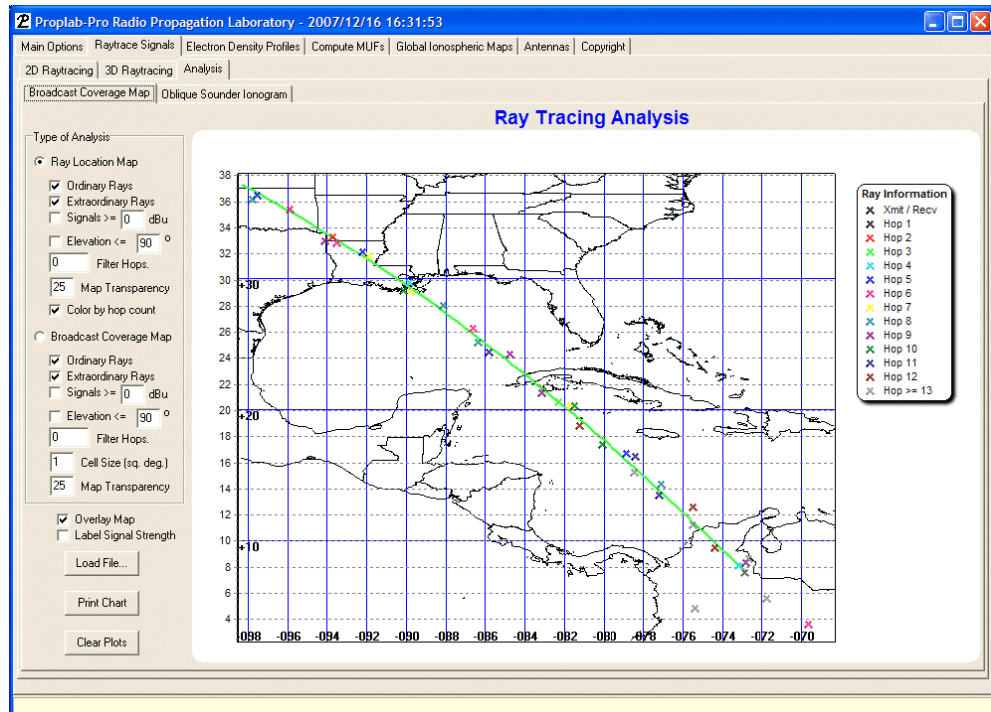 Proplab-Pro Radio Propagation Laboratory - 2007/12/16 16:31:53
Main Options Raytrace Signals Electron Density Profiles Compute MUFs Global Ionospheric Maps Antennas Copyright
2D Raytracing 3D Raytracing Analysis
Broadcast Coverage Map Oblique Sounder Ionogram
Type of Analysis
Ray Location Map
Ordinary Rays
Extraordinary Rays
Signals >= 0 dBu
Elevation <= 90 º
0 Filter Hops.
25 Map Transparency
Color by hop count
Broadcast Coverage Map
Ordinary Rays
Extraordinary Rays
Signals >= 0 dBu
Elevation <= 90 º
0 Filter Hops.
1 Cell Size (sq. deg.)
25 Map Transparency
Overlay Map
Label Signal Strength
Load File...
Print Chart
Clear Plots
Ray Tracing Analysis
38
36
34
32
30
28
26
24
22
20
18
16
14
12
10
8
6
4
+30
+20
+10
-098 -096 -094 -092 -090 -088 -086 -084 -082 -080 -078 -076 -074 -072 -070
Ray Information
Xmit / Recv
Hop 1
Hop 2
Hop 3
Hop 4
Hop 5
Hop 6
Hop 7
Hop 8
Hop 9
Hop 10
Hop 11
Hop 12
Hop >= 13